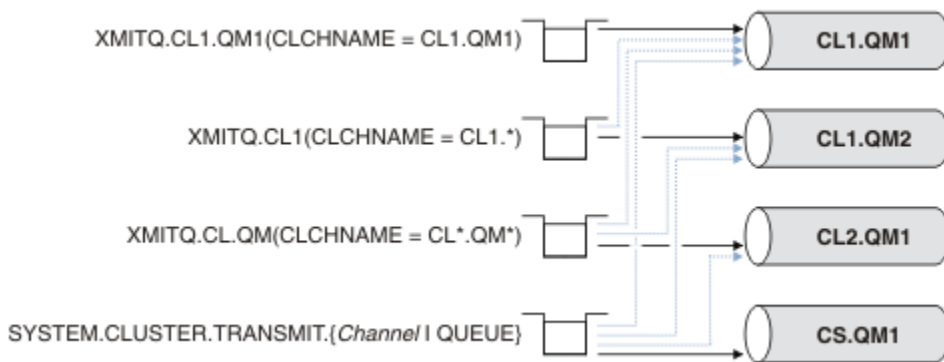 XMITQ.CL1.QM1(CLCHNAME = CL1.QM1)
CL1.QM1
XMITQ.CL1(CLCHNAME = CL1.*)
CL1.QM2
XMITQ.CL.QM(CLCHNAME = CL*.QM*)
CL2.QM1
SYSTEM.CLUSTER.TRANSMIT.{Channel I QUEUE}
CS.QM1